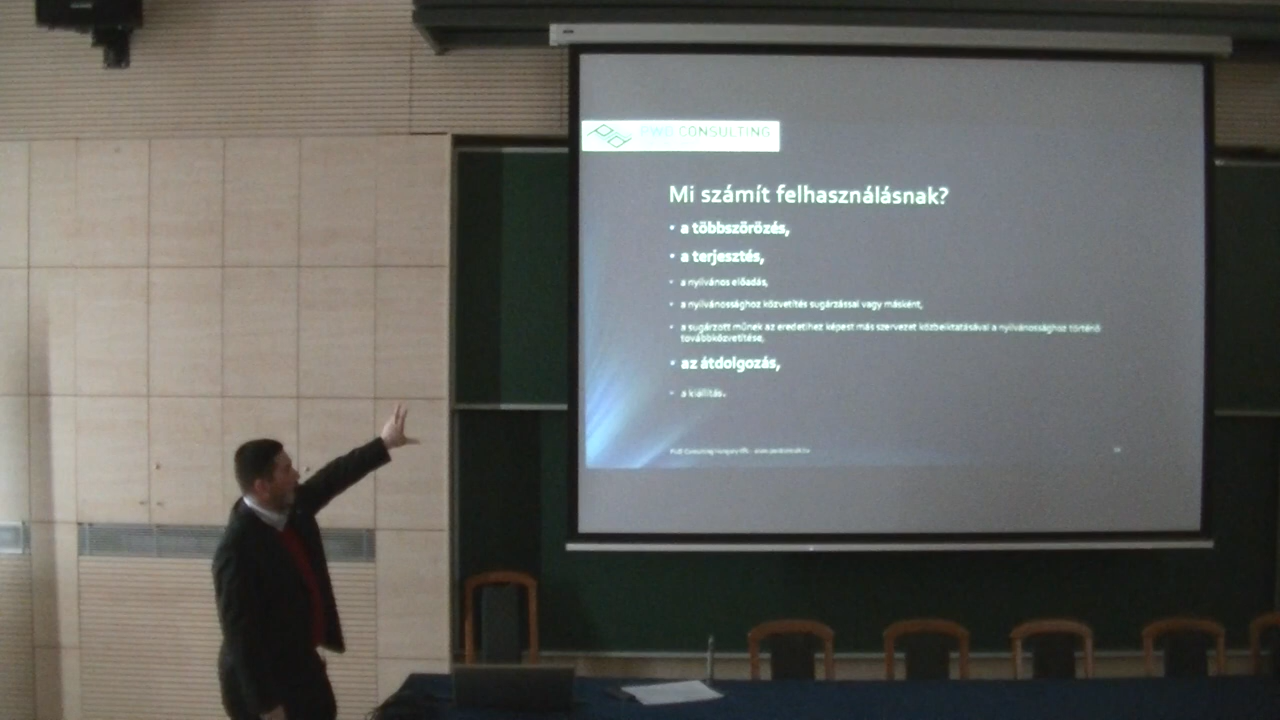 PWD CONSULTING
Mi számít felhasználásnak?
a többszörözés,
a terjesztés,
a nyilvános előadás,
a nyilvánossághoz közvetítés sugárzással vagy másként,
a sugárzott műnek az eredetihez képest más szervezet közbeiktatásával a nyilvánossághoz történő
továbbközvetítése,
az átdolgozás,
a kiállítás.